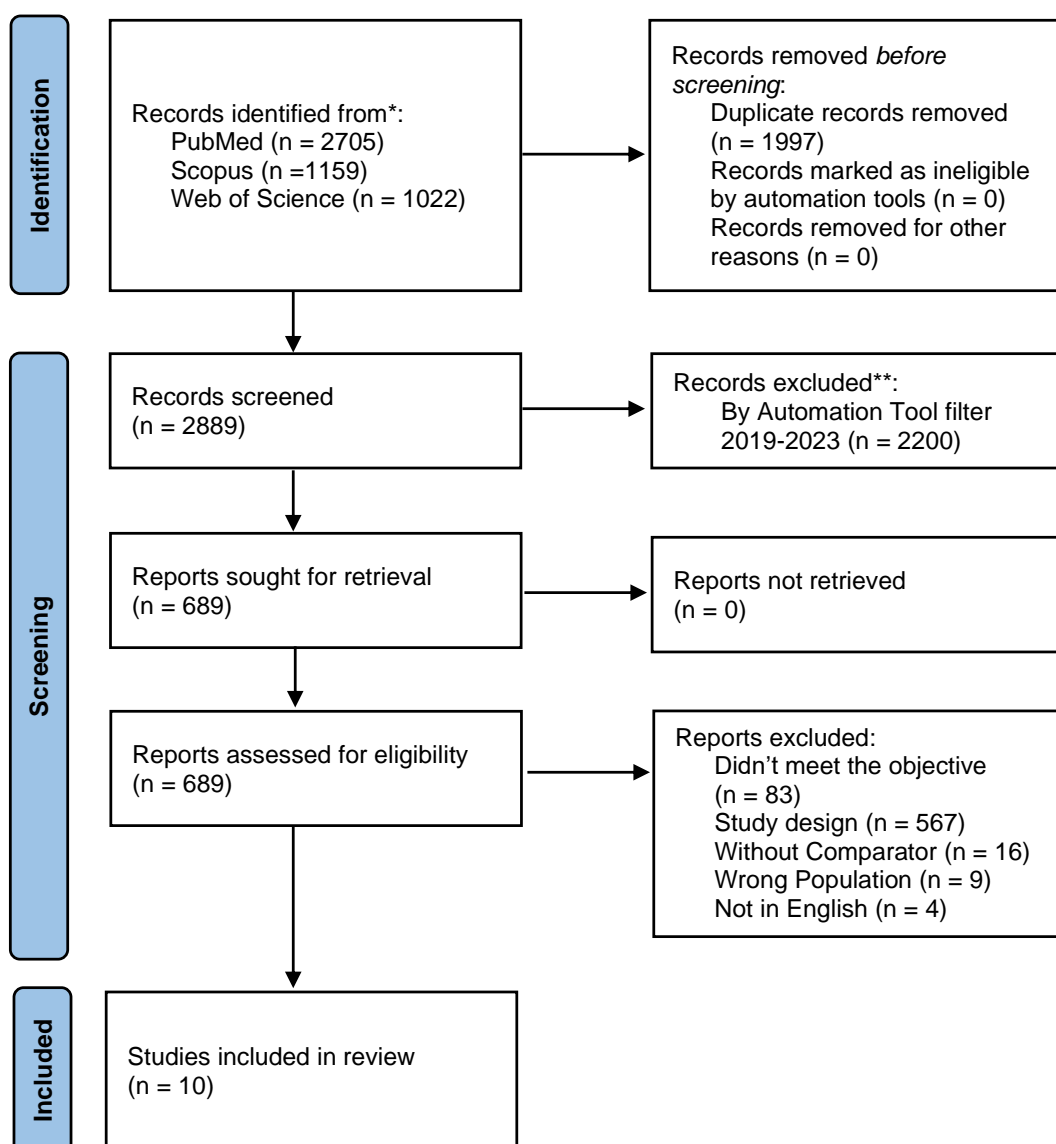 Identification
Records identified from*:
PubMed (n = 2705)
Scopus (n =1159)
Web of Science (n = 1022)
Records removed before
screening:
Duplicate records removed
(n = 1997)
Records marked as ineligible
by automation tools (n = 0)
Records removed for other
reasons (n = 0)
Screening
Records screened
(n = 2889)
Records excluded**:
By Automation Tool filter
2019-2023 (n = 2200)
Reports sought for retrieval
(n = 689)
Reports not retrieved
(n = 0)
Reports assessed for eligibility
(n = 689)
Reports excluded:
Didn’t meet the objective
(n = 83)
Study design (n = 567)
Without Comparator (n = 16)
Wrong Population (n = 9)
Not in English (n = 4)
Included
Studies included in review
(n = 10)